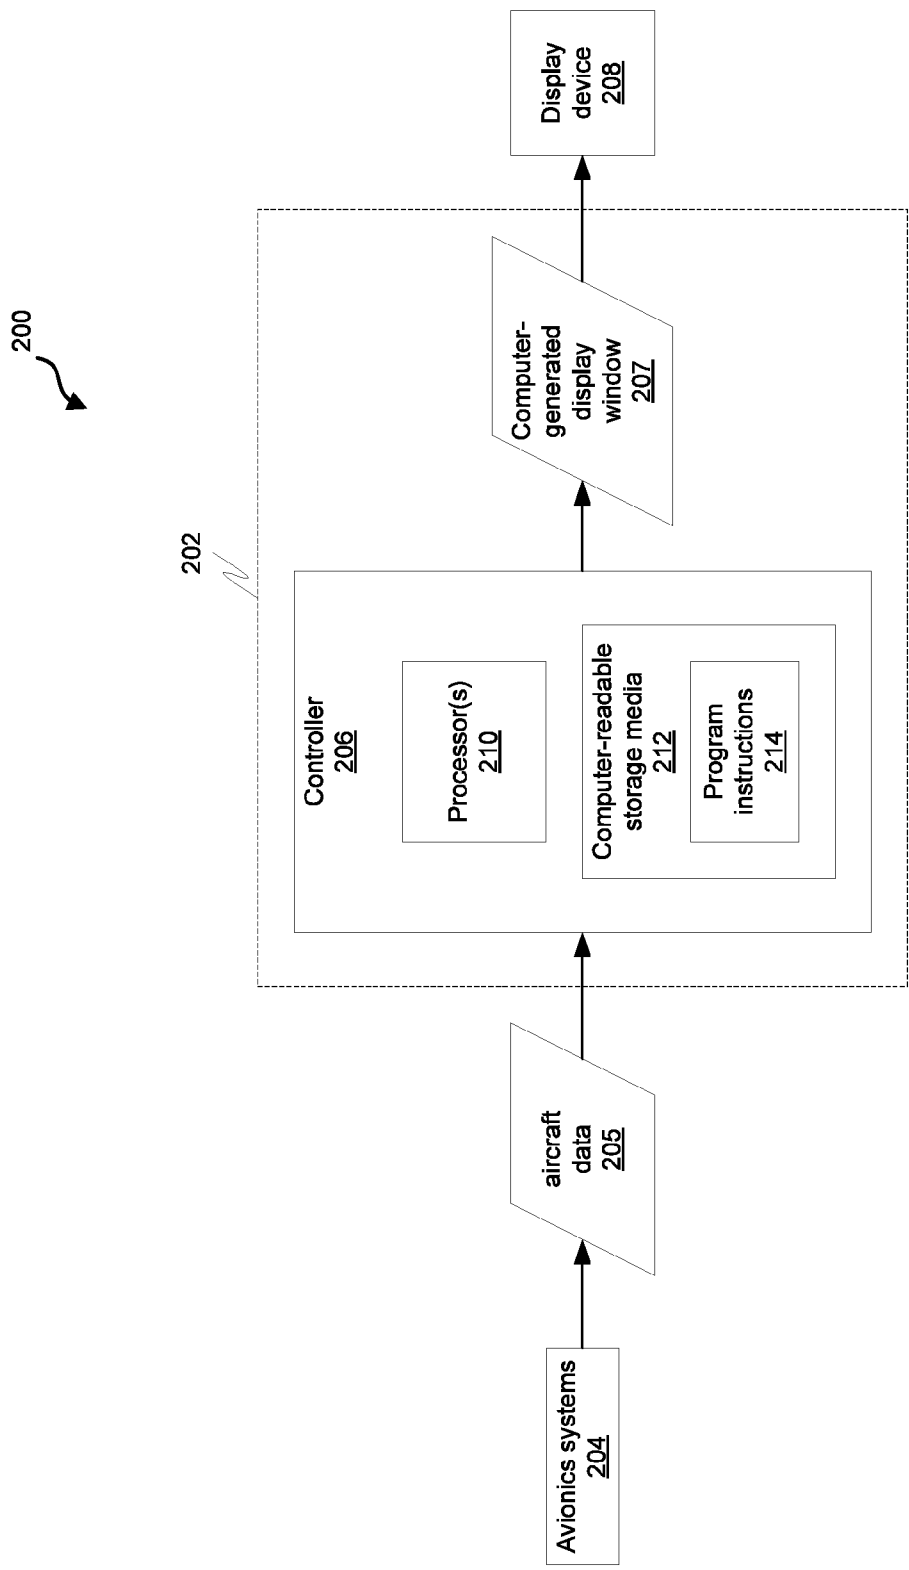 200
202
Avionics systems
204
aircraft
data
205
Controller
206
Processor(s)
210
Computer-readable
storage media
212
Program
instructions
214
Computer-
generated
display
window
207
Display
device
208